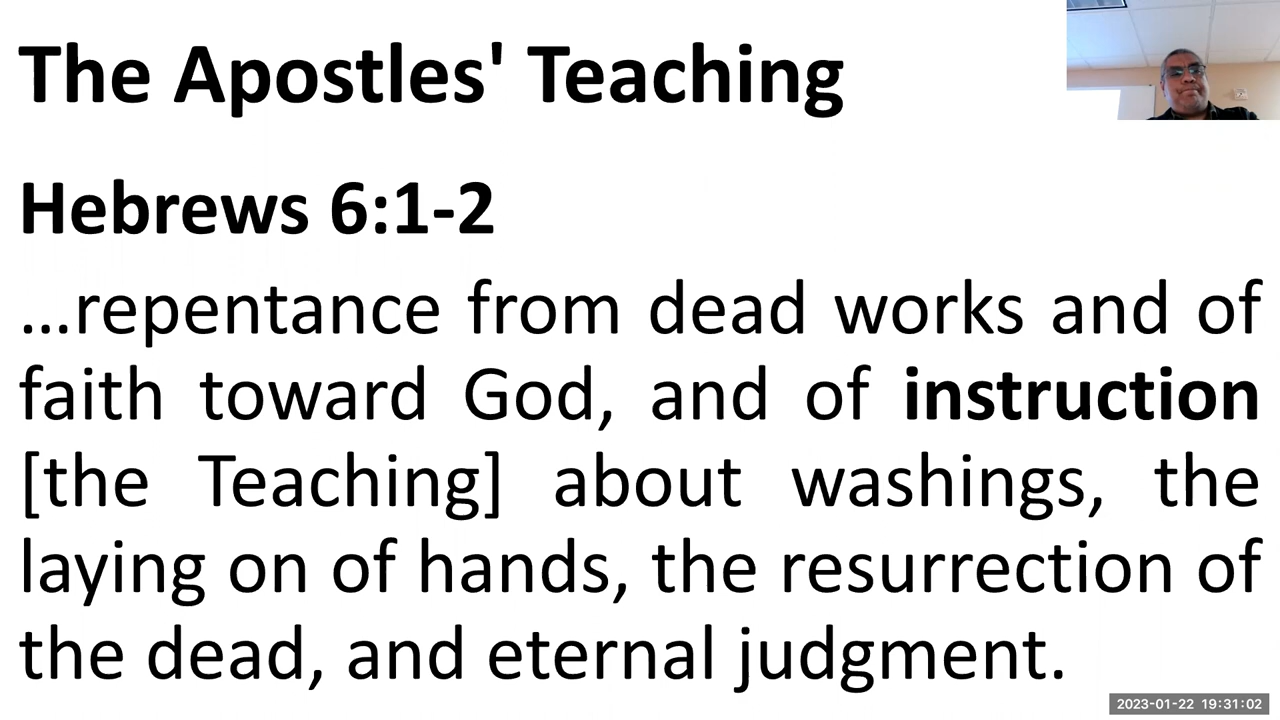 The Apostles' Teaching
Hebrews 6:1-2
...repentance from dead works and of
faith toward God, and of instruction
[the Teaching] about washings, the
laying on of hands, the resurrection of
the dead, and eternal judgment.
2023-01-22 19:31:02